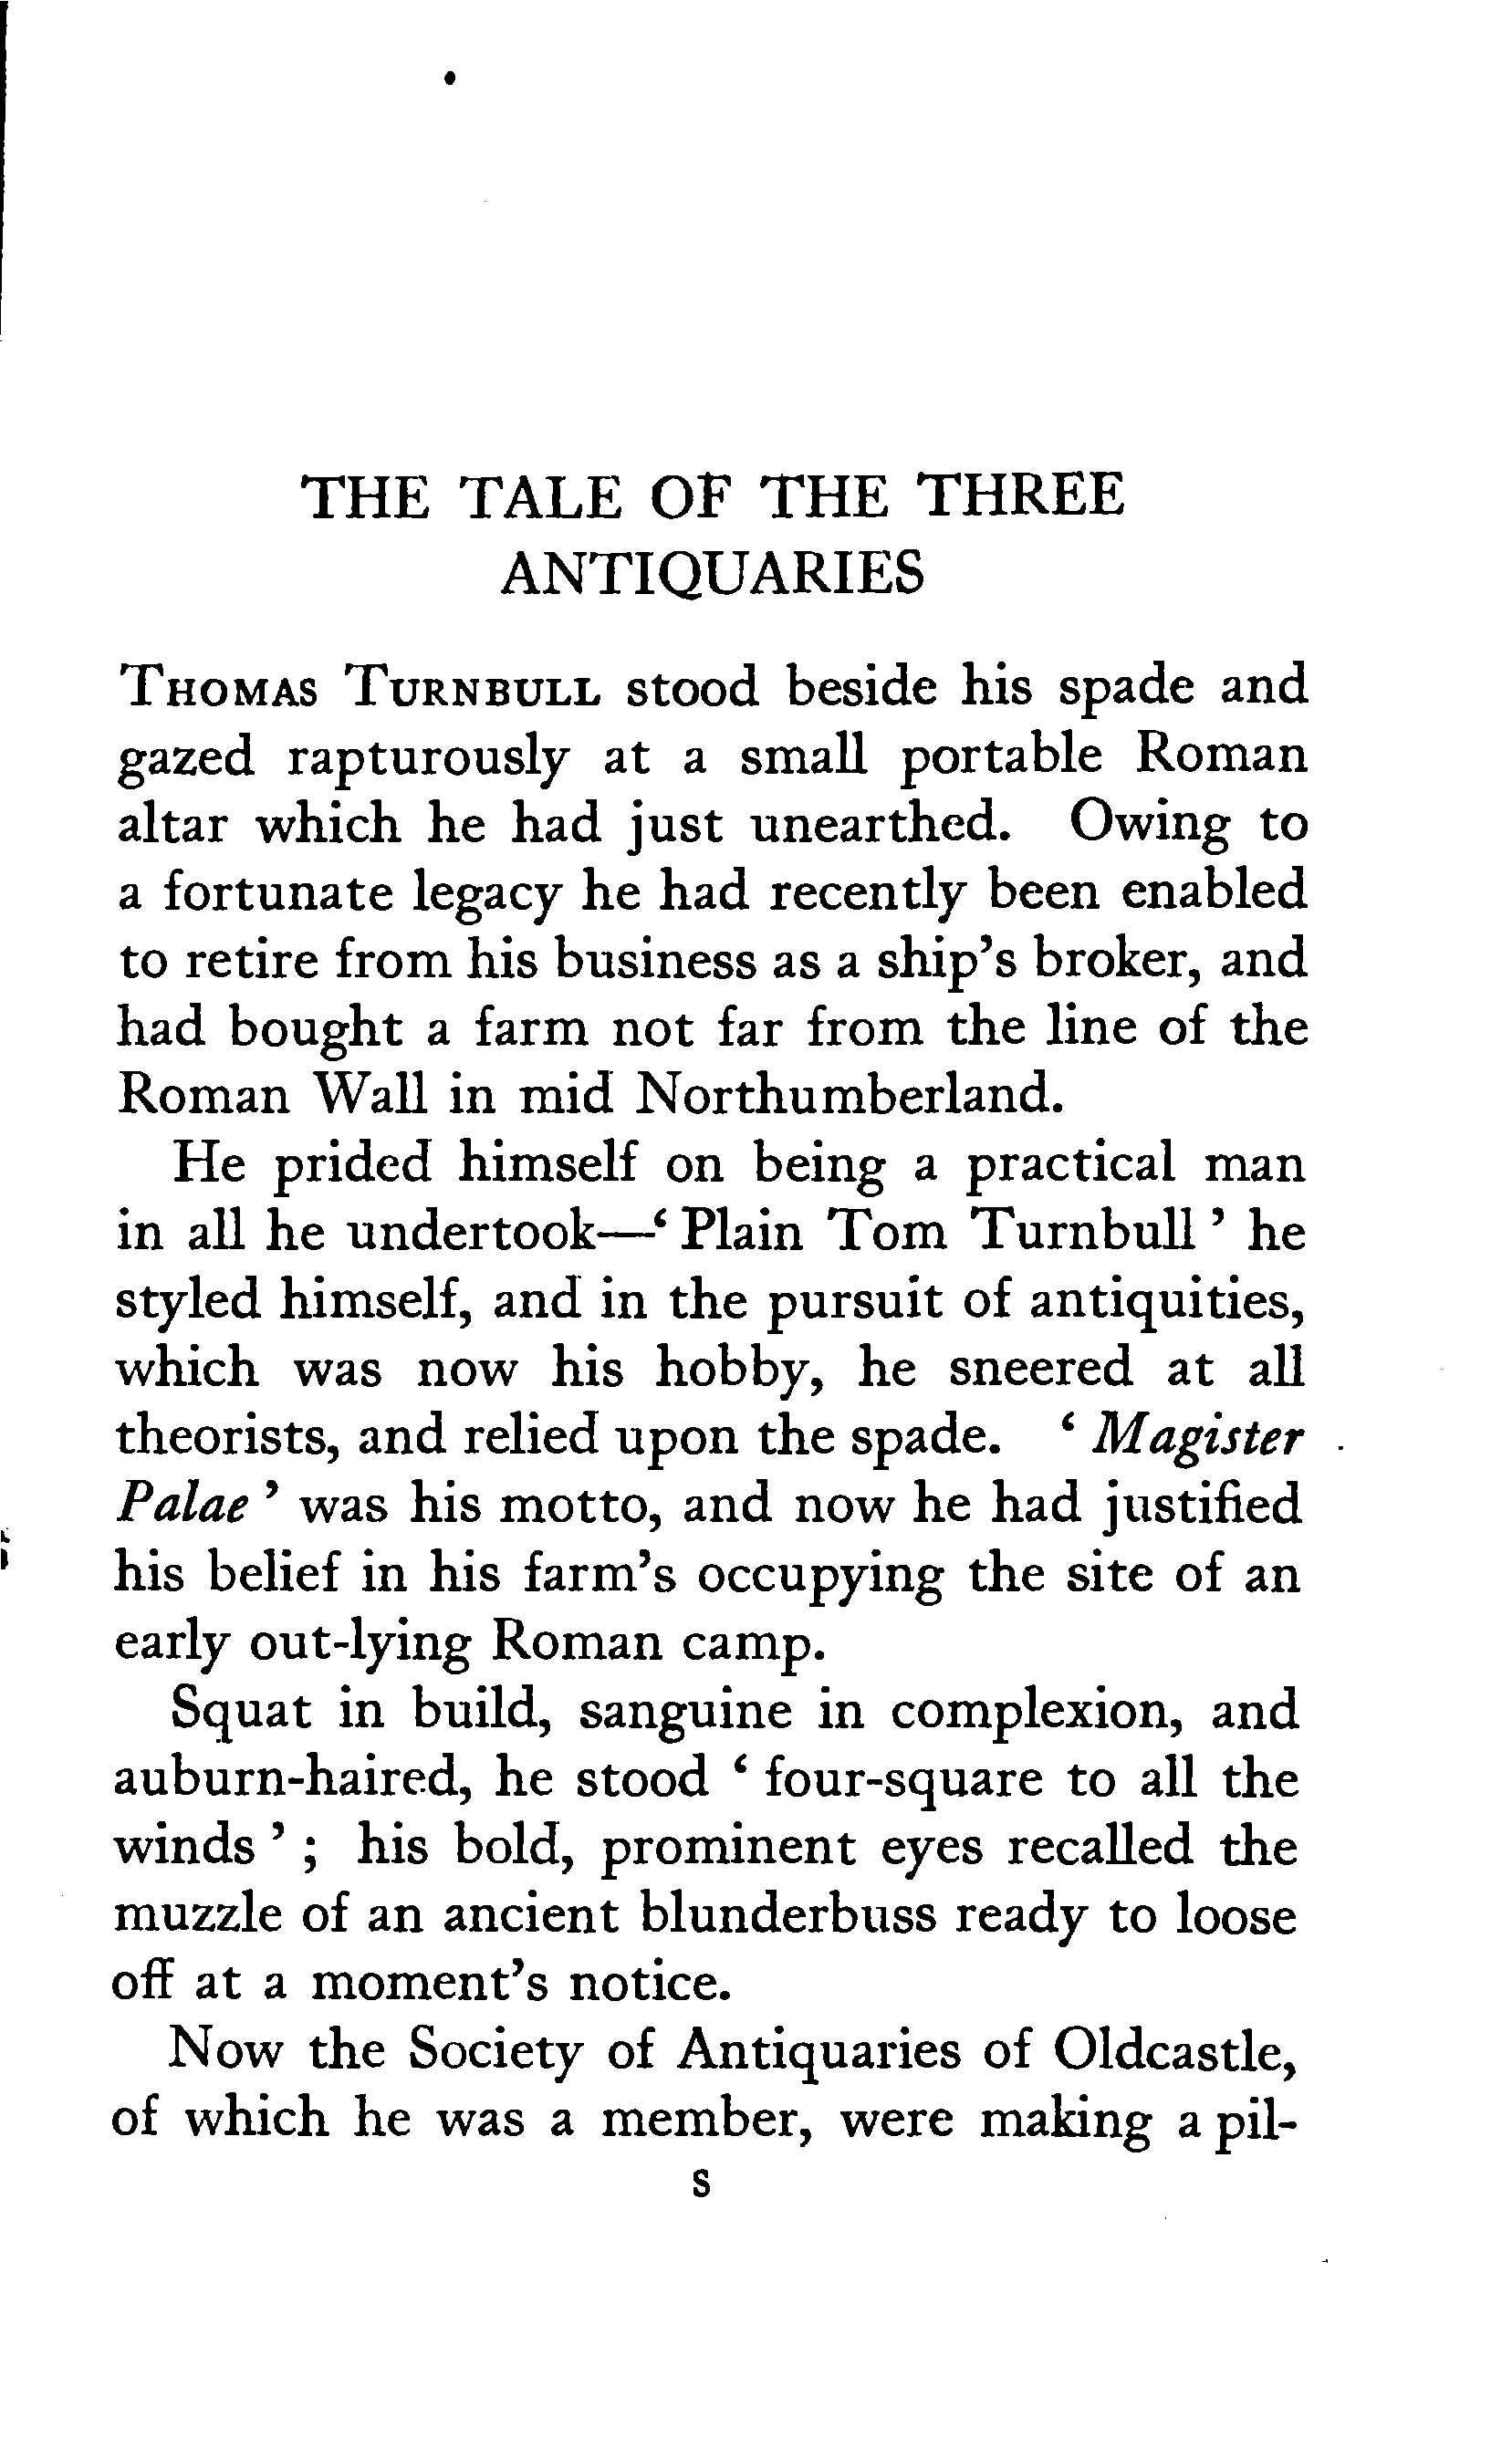 THE TALE OF THE THREE
ANTIQUARIES
THOMAS TURNBULL stood beside his spade and
gazed rapturously at a small portable Roman
altar which he had just unearthed. Owing to
a fortunate legacy he had recently been enabled
to retire from his business as a ship's broker, and
had bought a farm not far from the line of the
Roman Wall in mid Northumberland.
He prided himself on being a practical man
in all he undertook—‘ Plain Tom Turnbull ’ he
styled himself, and in the pursuit of antiquities,
which was now his hobby, he sneered at all
theorists, and relied upon the spade. ‘ Magister
Palae ’ was his motto, and now he had justified
his belief in his farm's occupying the site of an
early out-lying Roman camp.
Squat in build, sanguine in complexion, and
auburn-haired, he stood ‘ four-square to all the
winds ’ ; his bold, prominent eyes recalled the
muzzle of an ancient blunderbuss ready to loose
off at a moment's notice.
Now the Society of Antiquaries of Oldcastle,
of which he was a member, were making a pil-
s